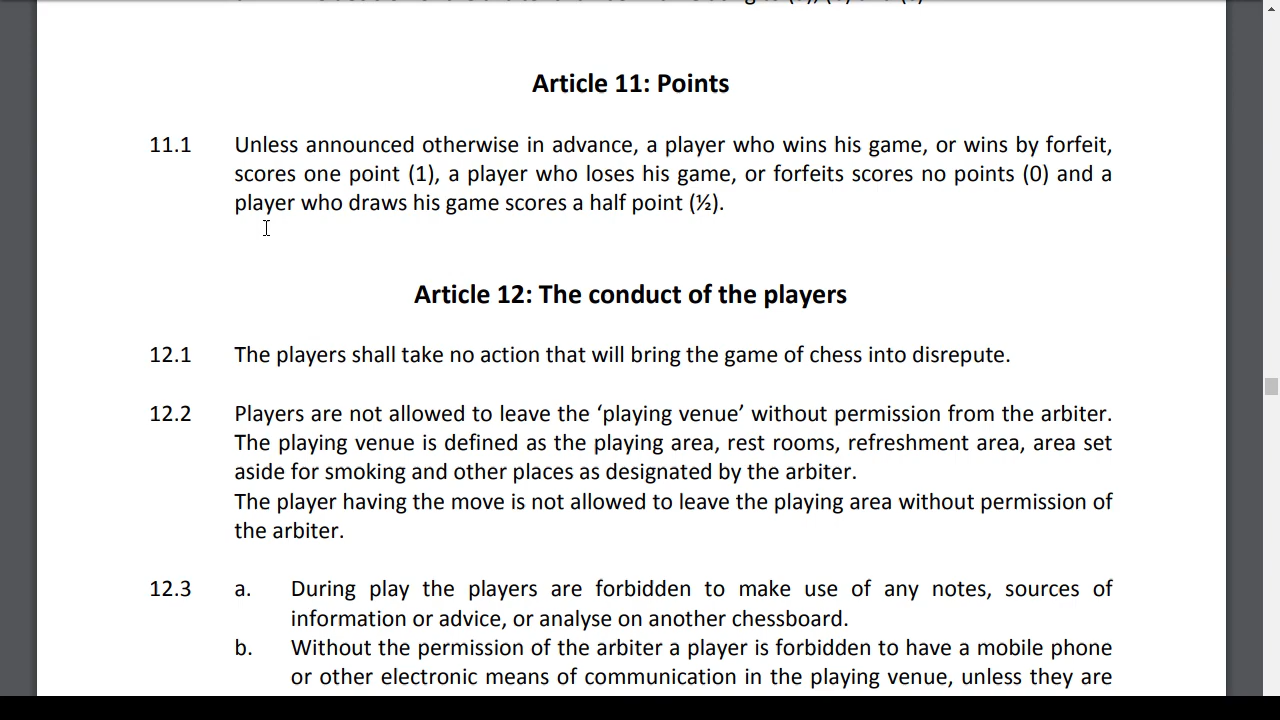 Article 11: Points
11.1 Unless announced otherwise in advance, a player who wins his game, or wins by forfeit,
scores one point (1), a player who loses his game, or forfeits scores no points (0) and a
player who draws his game scores a half point (½).
Article 12: The conduct of the players
12.1 The players shall take no action that will bring the game of chess into disrepute.
12.2 Players are not allowed to leave the ‘playing venue’ without permission from the arbiter.
The playing venue is defined as the playing area, rest rooms, refreshment area, area set
aside for smoking and other places as designated by the arbiter.
The player having the move is not allowed to leave the playing area without permission of
the arbiter.
12.3 a. During play the players are forbidden to make use of any notes, sources of
information or advice, or analyse on another chessboard.
b. Without the permission of the arbiter a player is forbidden to have a mobile phone
or other electronic means of communication in the playing venue, unless they are